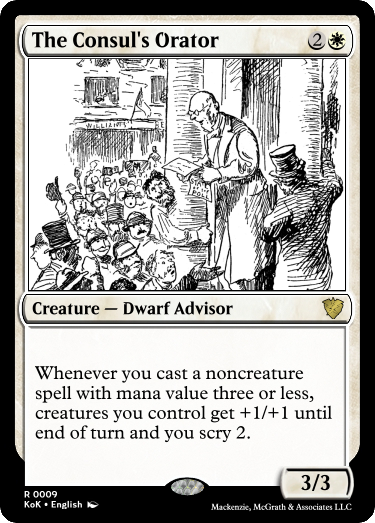 The Consul's Orator 2
Creature — Dwarf Advisor
Whenever you cast a noncreature
spell with mana value three or less,
creatures you control get +1/+1 until
end of turn and you scry 2.
3/3
R 0009
KoK • English
Mackenzie, McGrath & Associates LLC